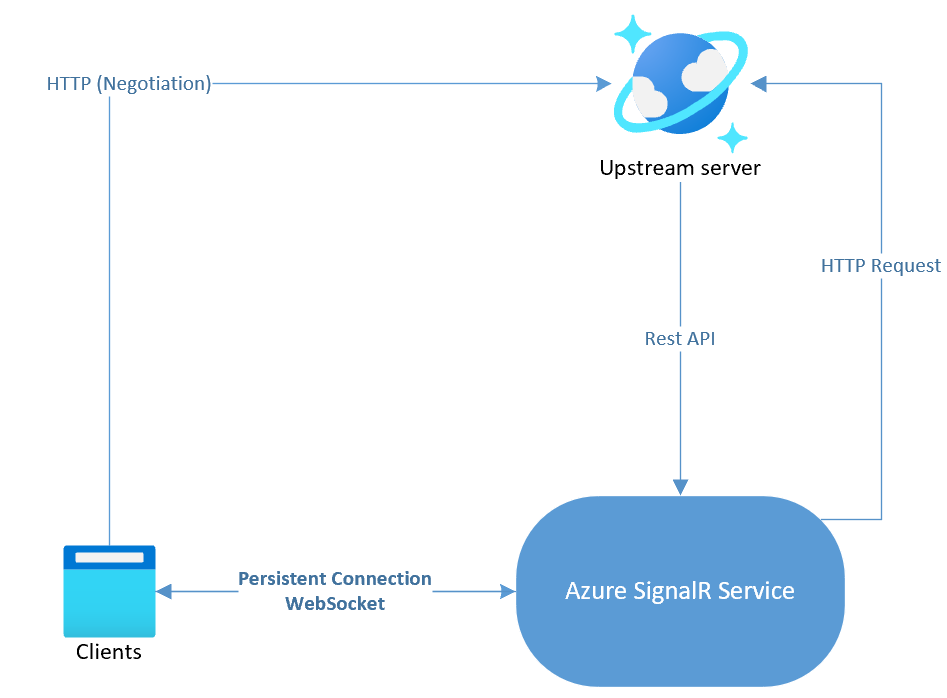 HTTP (Negotiation)
Upstream server
HTTP Request
Rest API
Persistent Connection
WebSocket
Azure SignalR Service
Clients